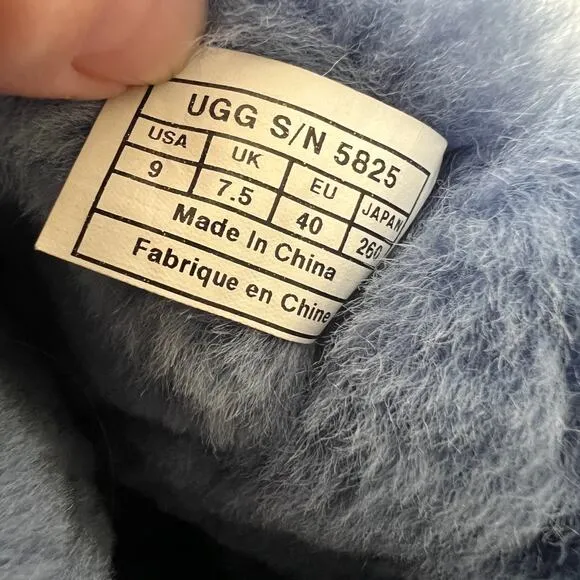 UGG S/N 5825
USA UK EU JAPAN
9 7.5 40 260
Made In China
Fabrique en Chine